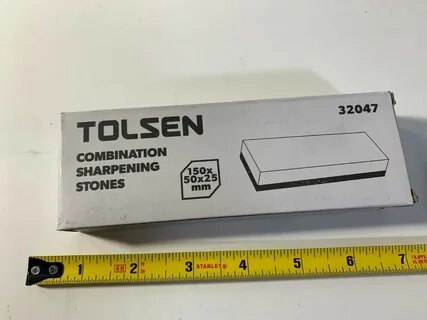 TOLSEN
32047
COMBINATION
SHARPENING
STONES
150x
50x25
mm
1 2 3 STANLEY® 4 5 6 7